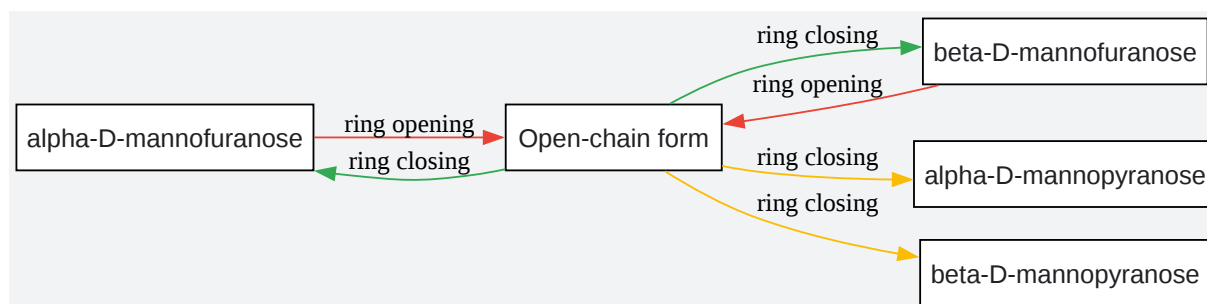 ring closing
beta-D-mannofuranose
ring opening
alpha-D-mannofuranose
ring opening
Open-chain form
ring closing
ring closing
alpha-D-mannopyranose
ring closing
beta-D-mannopyranose